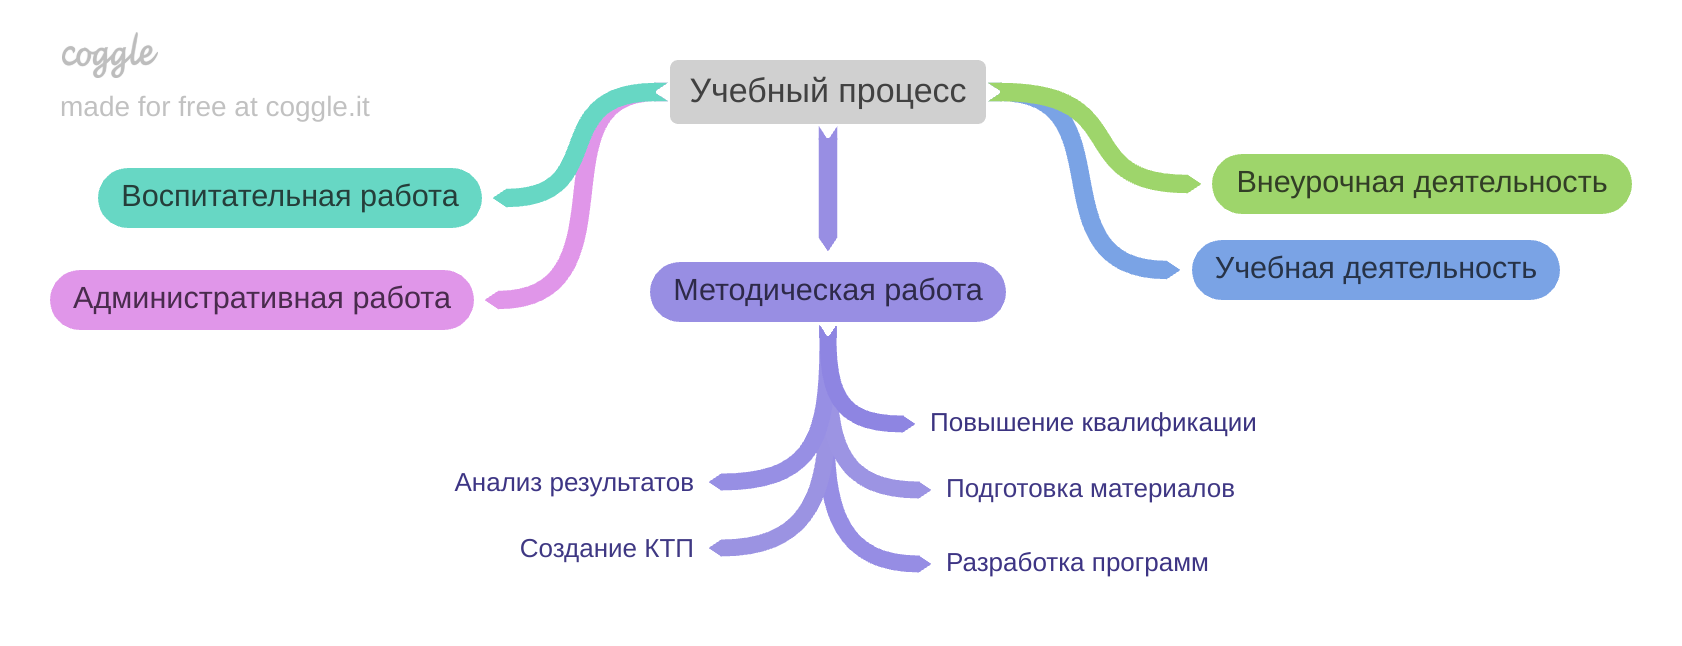 coggle
made for free at coggle.it
Учебный процесс
Воспитательная работа
Внеурочная деятельность
Административная работа
Учебная деятельность
Методическая работа
Повышение квалификации
Анализ результатов
Подготовка материалов
Создание КТП
Разработка программ